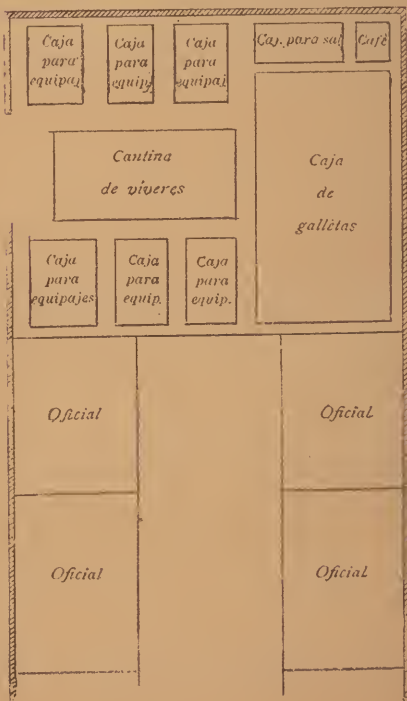 Caja
para
equipaj
Caja
para
equip
Caja
para
equipaj
Caj. para sal
Café
Cantina
de víveres
Caja
de
gallétas
Caja
para
equipajes
Caja
para
equip.
Caja
para
equip.
Oficial
Oficial
Oficial
Oficial